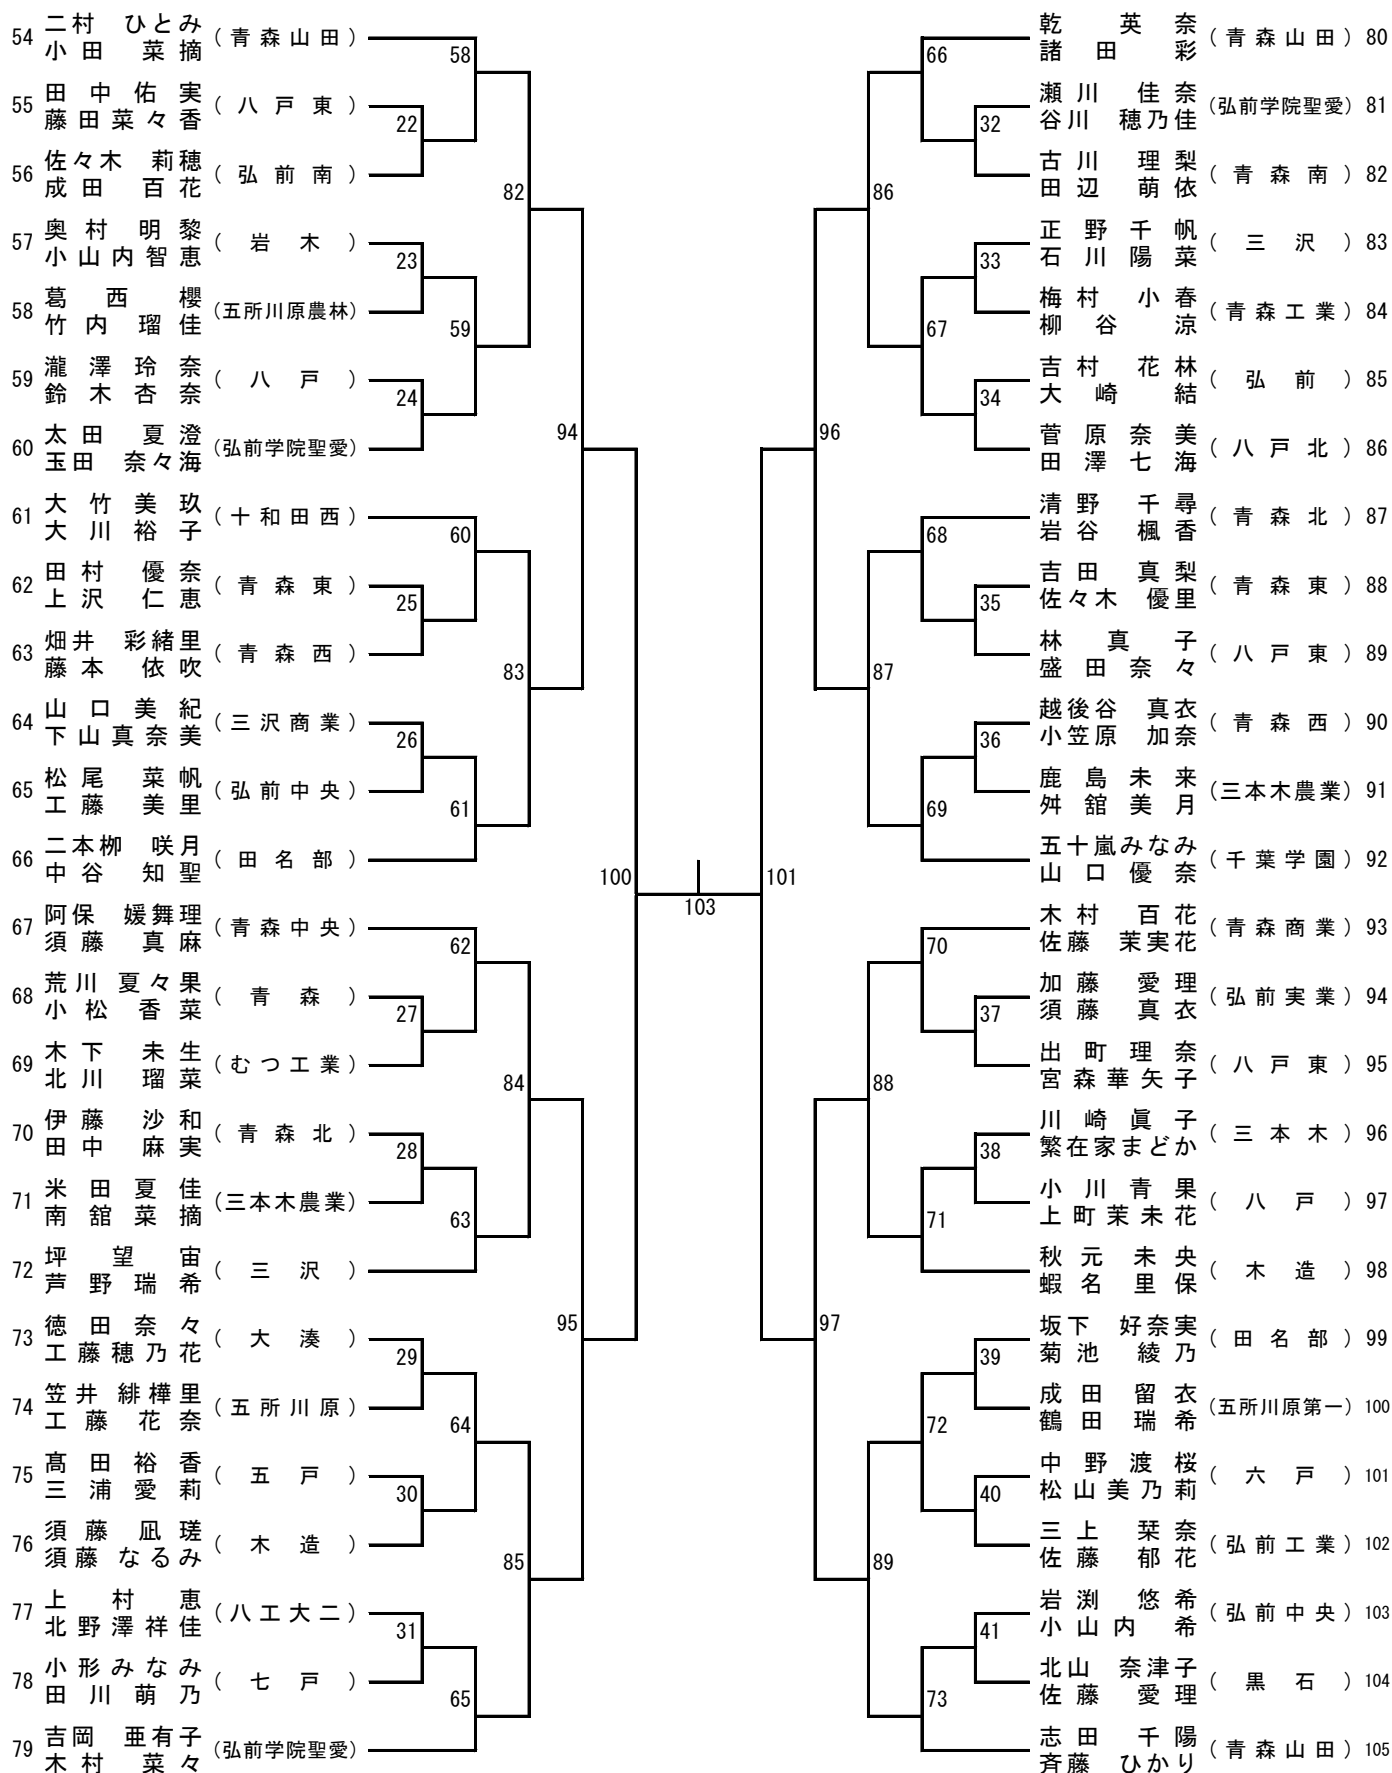 54 二村 ひとみ
小田 菜摘 (青森山田)
58
55 田中佑実
藤田菜々香 (八戸東)
22
56 佐々木 莉穂
成田 百花 (弘前南)
82
57 奥村明黎
小山内智恵 (岩木)
23
58 葛西 櫻
竹内瑠佳 (五所川原農林)
59
59 瀧澤玲奈
鈴木杏奈 (八戸)
24
60 太田 夏澄
玉田 奈々海 (弘前学院聖愛)
94
61 大竹美玖
大川裕子 (十和田西)
60
62 田村 優奈
上沢 仁恵 (青森東)
25
63 畑井 彩緒里
藤本 依吹 (青森西)
83
64 山口美紀
下山真奈美 (三沢商業)
26
65 松尾 菜帆
工藤 美里 (弘前中央)
61
66 二本栁 咲月
中谷 知聖 (田名部)
100
67 阿保 媛舞理
須藤 真麻 (青森中央)
62
68 荒川 夏々果
小松 香菜 (青森)
27
69 木下 未生
北川 瑠菜 (むつ工業)
84
70 伊藤 沙和
田中 麻実 (青森北)
28
71 米田夏佳
南舘菜摘 (三本木農業)
63
72 坪 望宙
芦野瑞希 (三沢)
95
73 徳田奈々
工藤穂乃花 (大湊)
29
74 笠井 緋樺里
工藤 花奈 (五所川原)
64
75 髙田裕香
三浦愛莉 (五戸)
30
76 須藤 凪瑳
須藤 なるみ (木造)
85
77 上村 恵
北野澤祥佳 (八工大二)
31
78 小形みなみ
田川萌乃 (七戸)
65
79 吉岡 亜有子
木村 菜々 (弘前学院聖愛)
103
乾 英奈
諸田 彩 (青森山田) 80
66
瀬川 佳奈
谷川 穂乃佳 (弘前学院聖愛) 81
32
古川 理梨
田辺 萌依 (青森南) 82
86
正野千帆
石川陽菜 (三沢) 83
33
梅村 小春
柳谷 涼 (青森工業) 84
67
吉村 花林
大崎 結 (弘前) 85
34
菅原奈美
田澤七海 (八戸北) 86
96
清野 千尋
岩谷 楓香 (青森北) 87
68
吉田 真梨
佐々木 優里 (青森東) 88
35
林 真子
盛田奈々 (八戸東) 89
87
越後谷 真衣
小笠原 加奈 (青森西) 90
36
鹿島未来
舛舘美月 (三本木農業) 91
69
五十嵐みなみ
山口優奈 (千葉学園) 92
101
木村 百花
佐藤 茉実花 (青森商業) 93
70
加藤 愛理
須藤 真衣 (弘前実業) 94
37
出町理奈
宮森華矢子 (八戸東) 95
88
川崎眞子
繁在家まどか (三本木) 96
38
小川青果
上町茉未花 (八戸) 97
71
秋元未央
蝦名里保 (木造) 98
97
坂下 好奈実
菊池 綾乃 (田名部) 99
39
成田 留衣
鶴田 瑞希 (五所川原第一) 100
72
中野渡桜
松山美乃莉 (六戸) 101
40
三上 栞奈
佐藤 郁花 (弘前工業) 102
89
岩渕 悠希
小山内 希 (弘前中央) 103
41
北山 奈津子
佐藤 愛理 (黒石) 104
73
志田 千陽
斉藤 ひかり (青森山田) 105